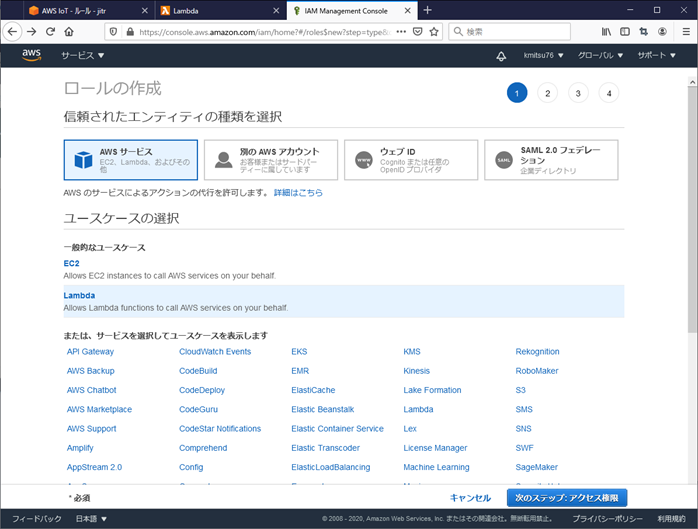 AWS IoT - ルール - jitr
Lambda
IAM Management Console
https://console.aws.amazon.com/iam/home?#/roles$new?step=type&
検索
aws
サービス
kmitsu76
グローバル
サポート
ロールの作成
1 2 3 4
信頼されたエンティティの種類を選択
AWS サービス
EC2、Lambda、およびその
他
別の AWS アカウント
お客様またはサードパー
ティーに属しています
WWW
ウェブ ID
Cognito または任意の
OpenID プロバイダ
SAML
SAML 2.0 フェデレー
ション
企業ディレクトリ
AWS のサービスによるアクションの代行を許可します。 詳細はこちら
ユースケースの選択
一般的なユースケース
EC2
Allows EC2 instances to call AWS services on your behalf.
Lambda
Allows Lambda functions to call AWS services on your behalf.
または、サービスを選択してユースケースを表示します
API Gateway CloudWatch Events EKS KMS Rekognition
AWS Backup CodeBuild EMR Kinesis RoboMaker
AWS Chatbot CodeDeploy ElastiCache Lake Formation S3
AWS Marketplace CodeGuru Elastic Beanstalk Lambda SMS
AWS Support CodeStar Notifications Elastic Container Service Lex SNS
Amplify Comprehend Elastic Transcoder License Manager SWF
AppStream 2.0 Config ElasticLoadBalancing Machine Learning SageMaker
* 必須
キャンセル
次のステップ: アクセス権限
フィードバック
日本語
© 2008 - 2020, Amazon Web Services, Inc. またはその関連会社。無断転用禁止。
プライバシーポリシー
利用規約